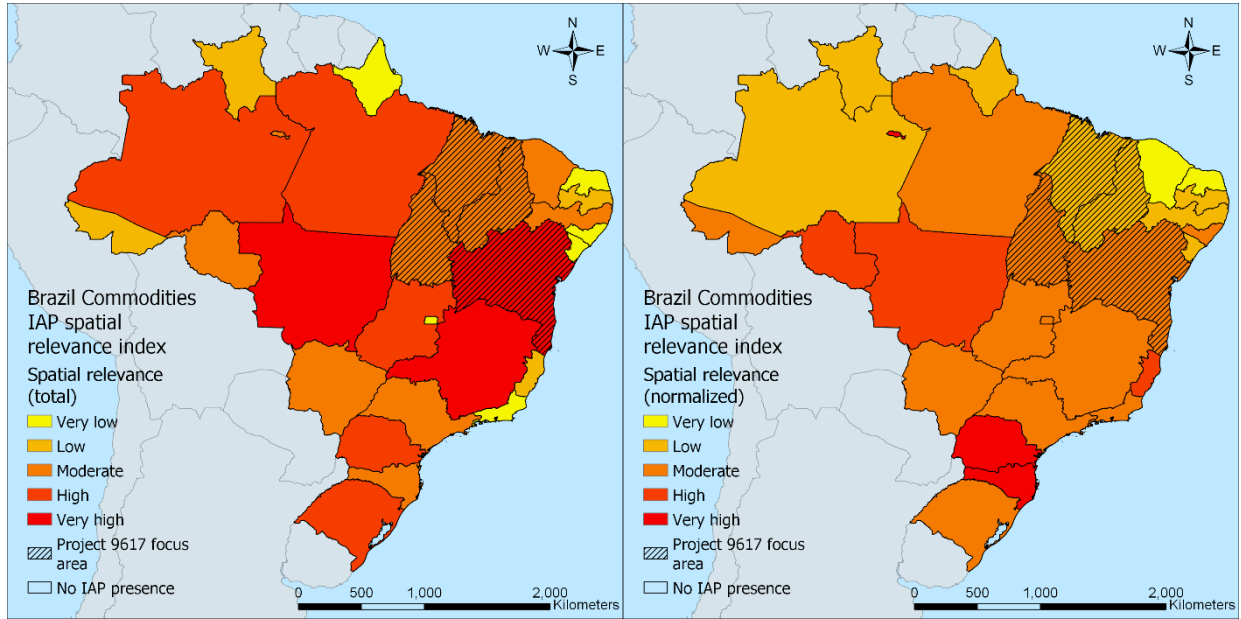 N
W E
S
Brazil Commodities
IAP spatial
relevance index
Spatial relevance
(total)
Very low
Low
Moderate
High
Very high
Project 9617 focus
area
No IAP presence
0 500 1,000 2,000
Kilometers
N
W E
S
Brazil Commodities
IAP spatial
relevance index
Spatial relevance
(normalized)
Very low
Low
Moderate
High
Very high
Project 9617 focus
area
No IAP presence
0 500 1,000 2,000
Kilometers